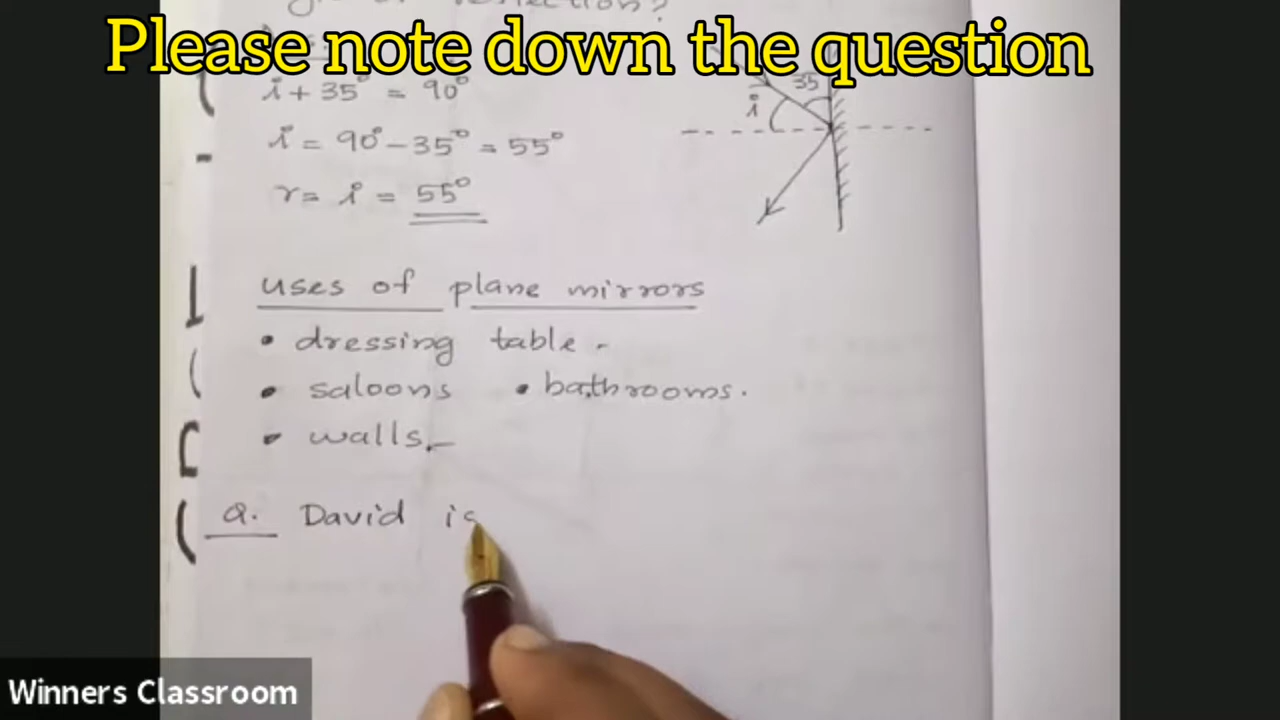 Please note down the question
35
i + 35° = 90°
i
i = 90° - 35° = 55°
r = i = 55°
uses of plane mirrors
• dressing table.
• saloons • bathrooms.
• walls.
Q. David is
Winners Classroom